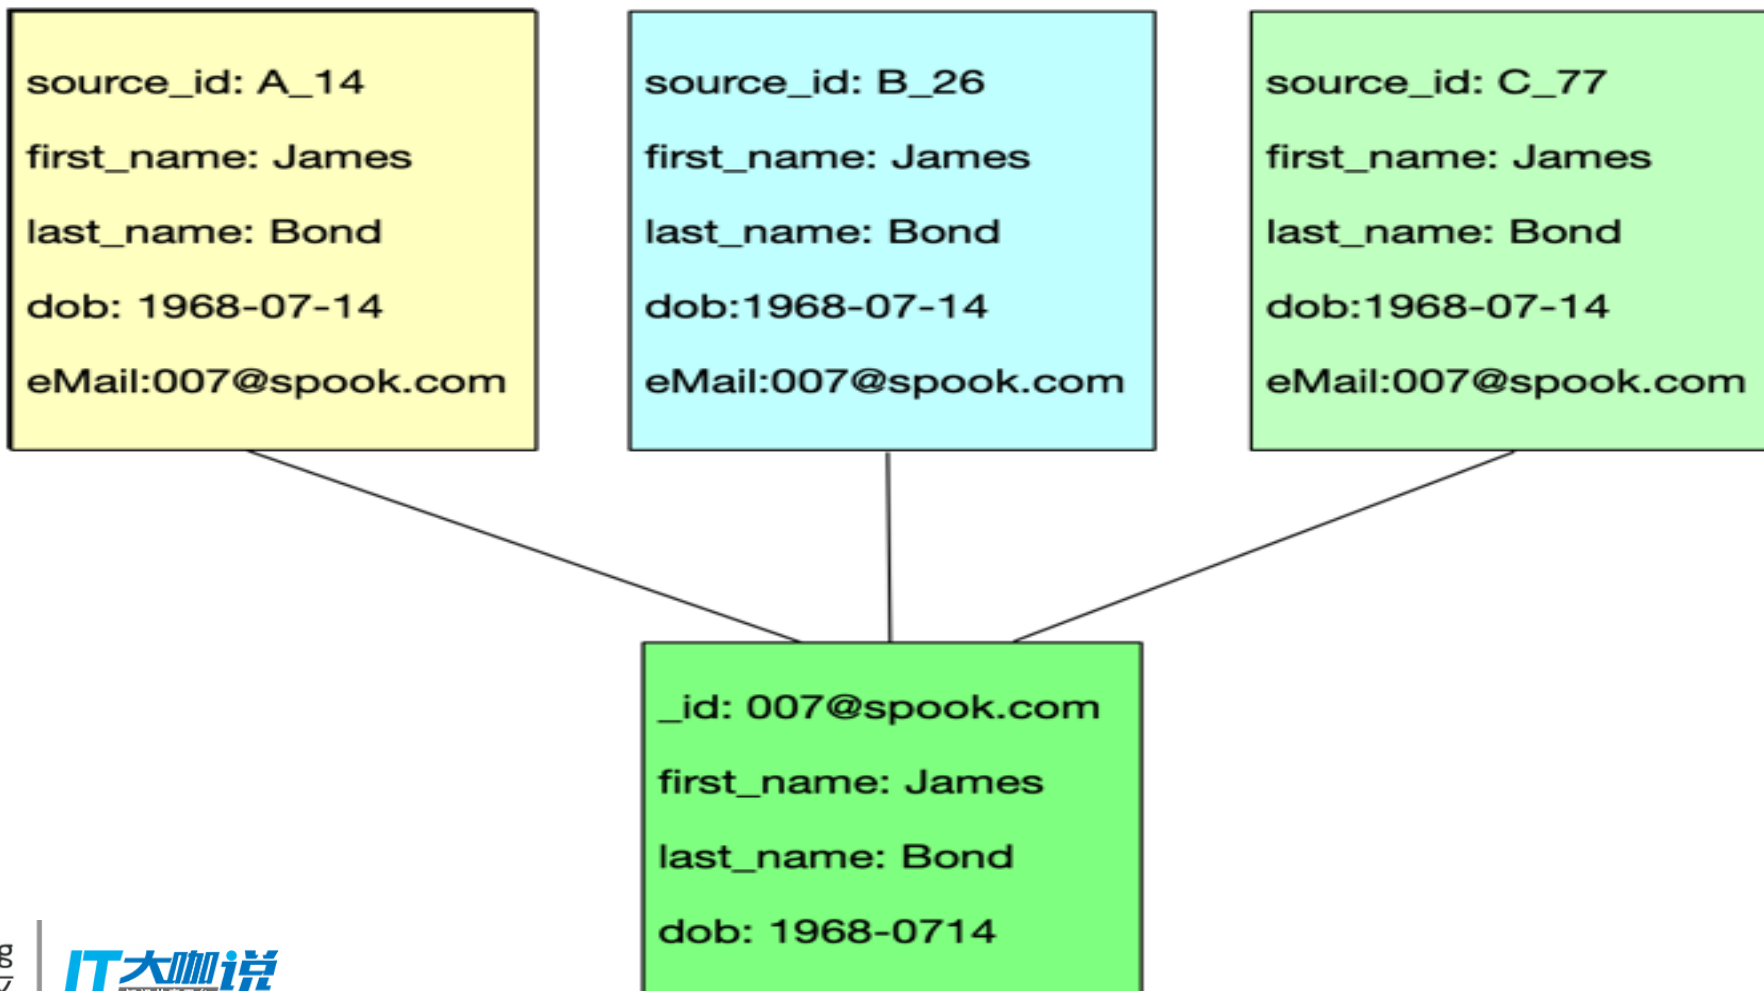 source_id: A_14
first_name: James
last_name: Bond
dob: 1968-07-14
eMail:007@spook.com
source_id: B_26
first_name: James
last_name: Bond
dob:1968-07-14
eMail:007@spook.com
source_id: C_77
first_name: James
last_name: Bond
dob:1968-07-14
eMail:007@spook.com
_id: 007@spook.com
first_name: James
last_name: Bond
dob: 1968-0714
IT大咖说